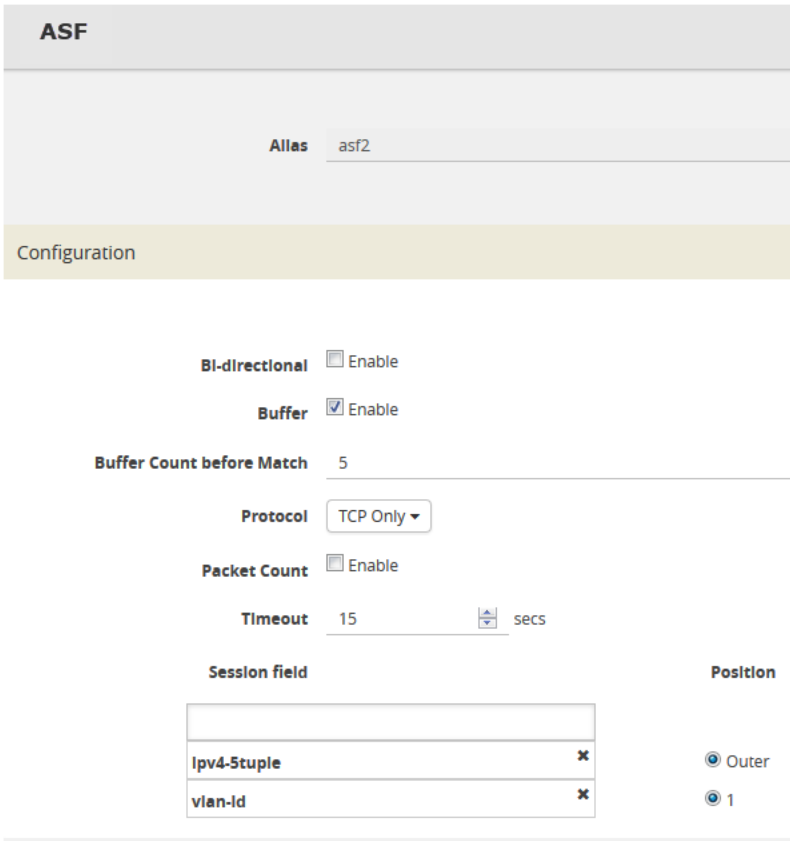 ASF
Alias asf2
Configuration
Bi-directional Enable
Buffer Enable
Buffer Count before Match 5
Protocol TCP Only
Packet Count Enable
Timeout 15 secs
Session field Position
ipv4-5tuple Outer
vlan-id 1